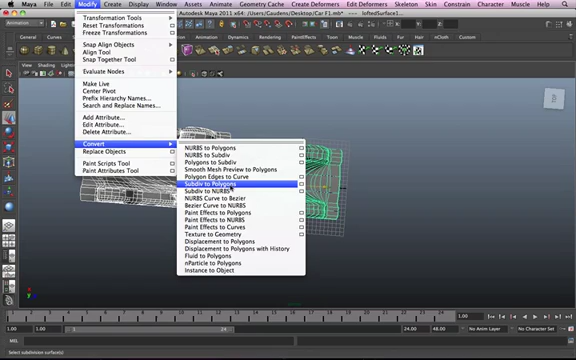 Maya File Edit Modify Create Display Window Assets Create Deformers Edit Deformers Skeleton Skin Constrain Character Muscle
Autodesk Maya 2011 x64: /Users/Gaudens/Desktop/Car F1.mb* --- loftedSurface1...
Animation
General Curves
Rendering PaintEffects Toon Muscle Fluids Fur Hair nCloth Custom
View Shading
Transformation Tools
Reset Transformations
Freeze Transformations
Snap Align Objects
Align Tool
Snap Together Tool
Evaluate Nodes
Make Live
Center Pivot
Prefix Hierarchy Names...
Search and Replace Names...
Add Attribute...
Edit Attribute...
Delete Attribute...
Convert
Replace Objects
Paint Scripts Tool
Paint Attributes Tool
NURBS to Polygons
NURBS to Subdiv
Polygons to Subdiv
Smooth Mesh Preview to Polygons
Polygon Edges to Curve
Subdiv to Polygons
Subdiv to NURBS
NURBS Curve to Bezier
Bezier Curve to NURBS
Paint Effects to Polygons
Paint Effects to NURBS
Paint Effects to Curves
Texture to Geometry
Displacement to Polygons
Displacement to Polygons with History
Fluid to Polygons
nParticle to Polygons
Instance to Object
TOP
1.00
1.00 1.00 1 24 24.00 48.00 No Anim Layer No Character Set
MEL
Select subdivision surface(s)